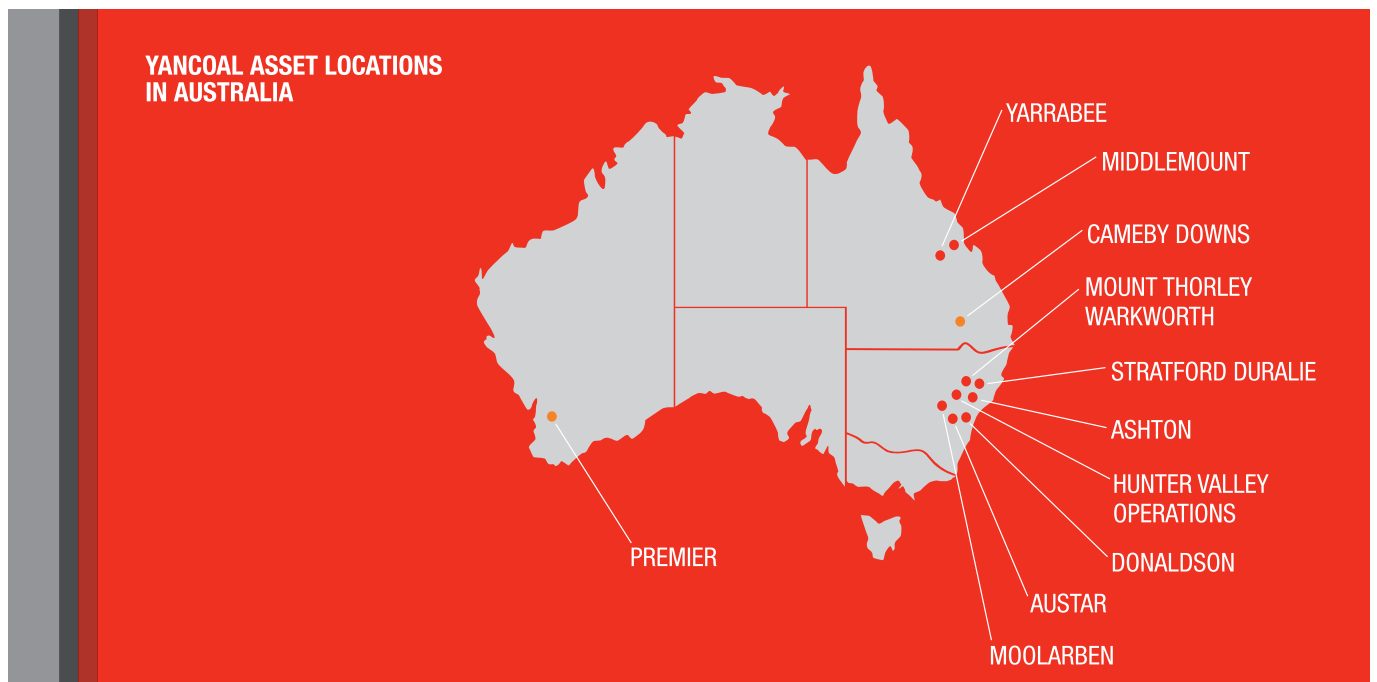 YANCOAL ASSET LOCATIONS
IN AUSTRALIA
YARRABEE
MIDDLEMOUNT
CAMEBY DOWNS
MOUNT THORLEY
WARKWORTH
STRATFORD DURALIE
ASHTON
HUNTER VALLEY
OPERATIONS
PREMIER
DONALDSON
AUSTAR
MOOLARBEN